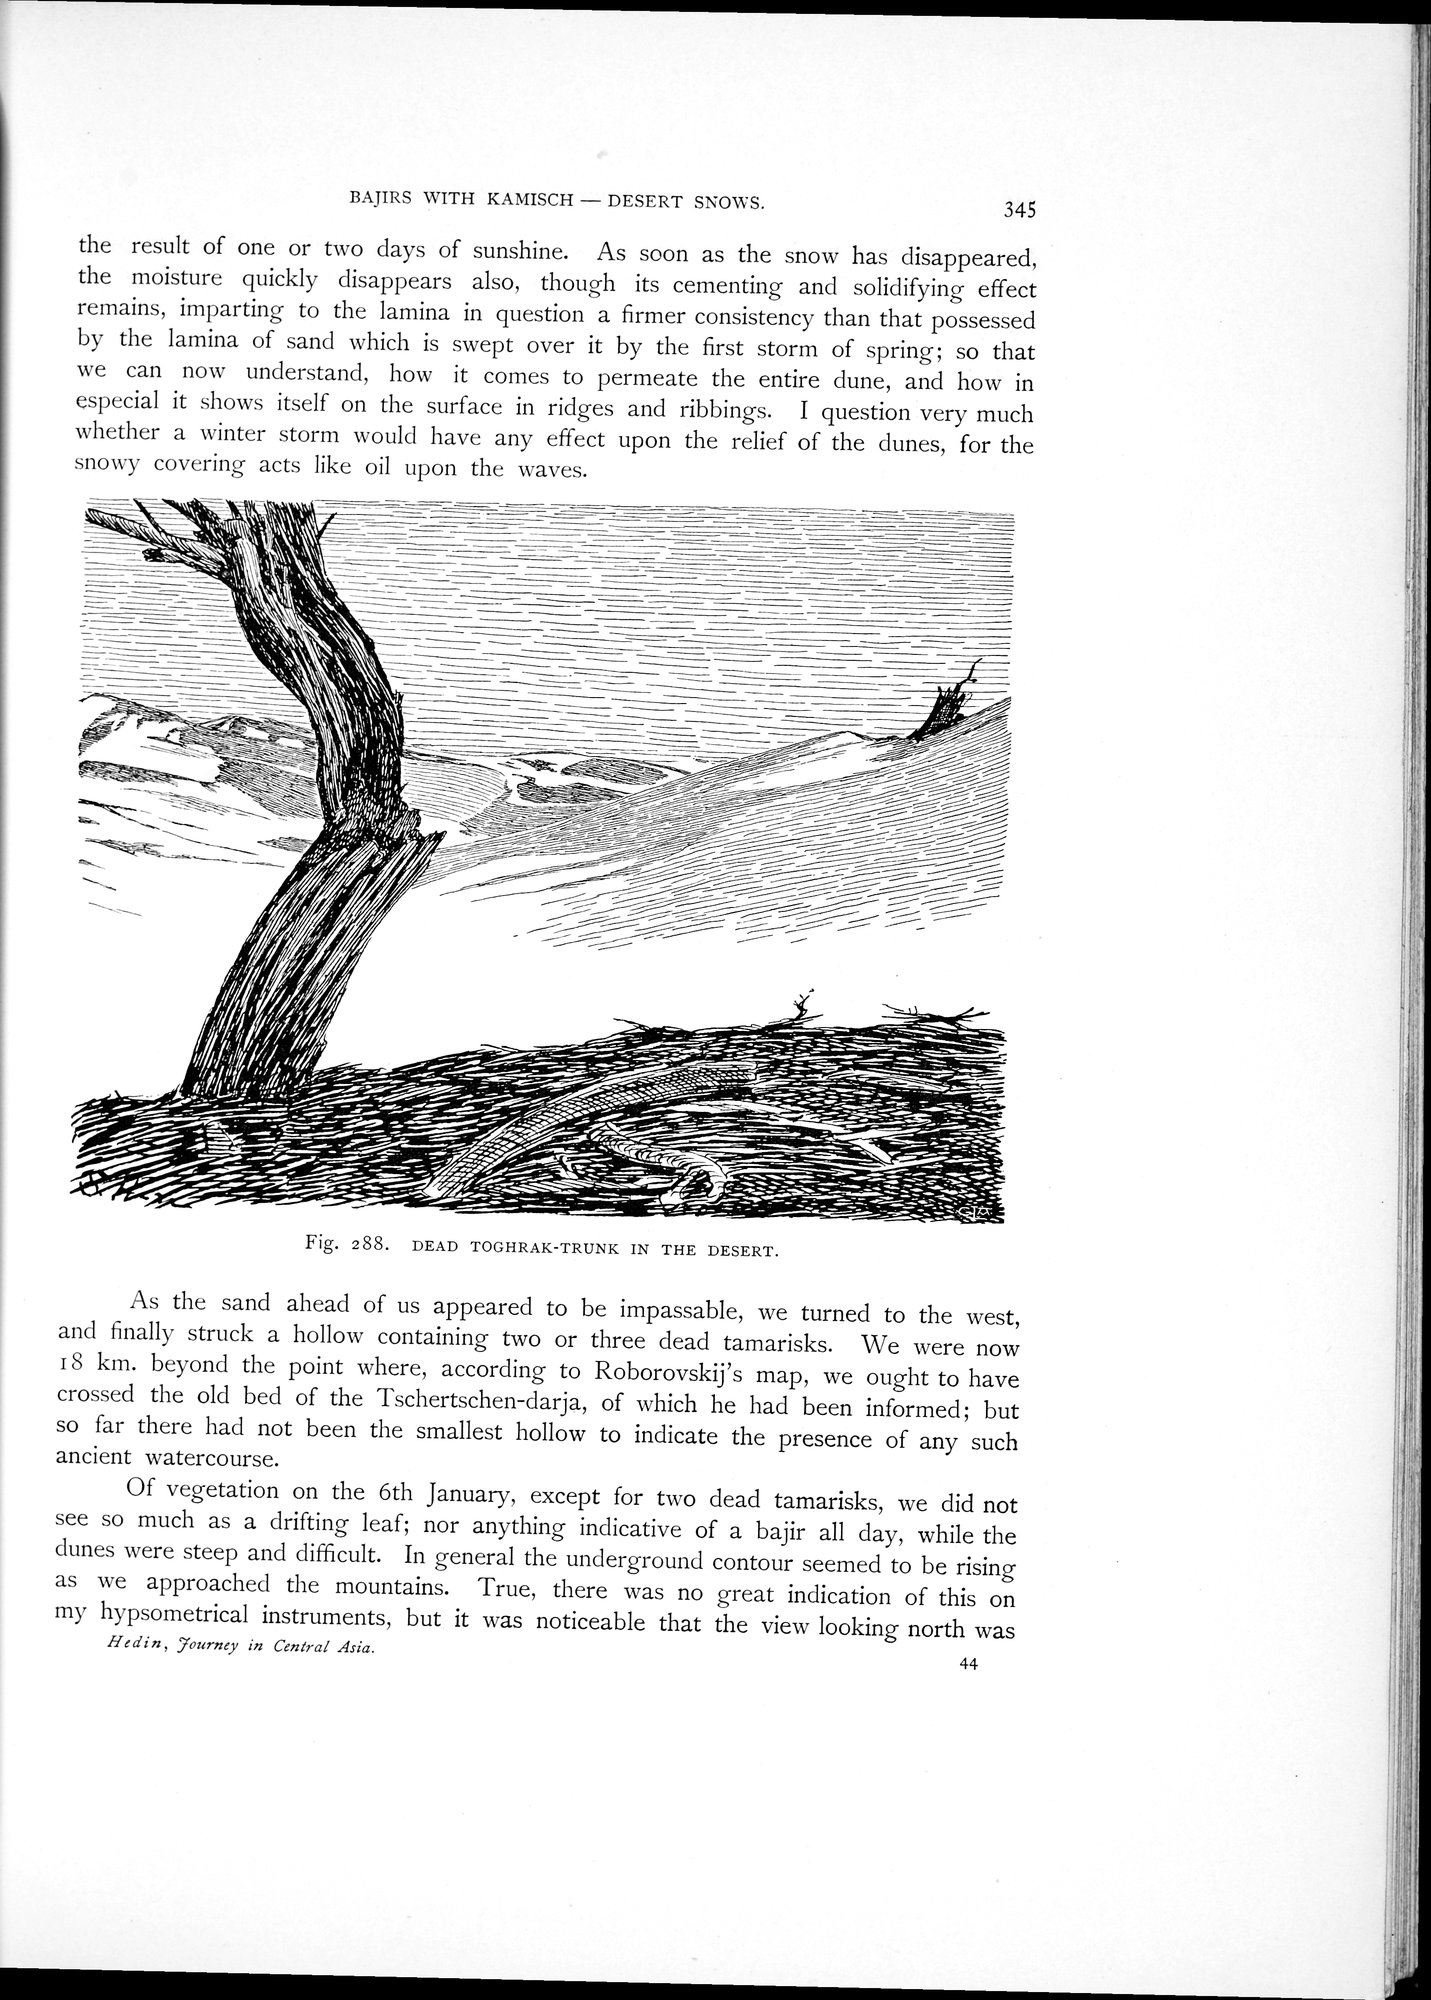 BAJIRS WITH KAMISCH — DESERT SNOWS.
345
the result of one or two days of sunshine. As soon as the snow has disappeared,
the moisture quickly disappears also, though its cementing and solidifying effect
remains, imparting to the lamina in question a firmer consistency than that possessed
by the lamina of sand which is swept over it by the first storm of spring; so that
we can now understand, how it comes to permeate the entire dune, and how in
especial it shows itself on the surface in ridges and ribbings. I question very much
whether a winter storm would have any effect upon the relief of the dunes, for the
snowy covering acts like oil upon the waves.
Fig. 288. DEAD TOGHRAK-TRUNK IN THE DESERT.
As the sand ahead of us appeared to be impassable, we turned to the west,
and finally struck a hollow containing two or three dead tamarisks. We were now
18 km. beyond the point where, according to Roborovskij's map, we ought to have
crossed the old bed of the Tschertschen-darja, of which he had been informed; but
so far there had not been the smallest hollow to indicate the presence of any such
ancient watercourse.
Of vegetation on the 6th January, except for two dead tamarisks, we did not
see so much as a drifting leaf; nor anything indicative of a bajir all day, while the
dunes were steep and difficult. In general the underground contour seemed to be rising
as we approached the mountains. True, there was no great indication of this on
my hypsometrical instruments, but it was noticeable that the view looking north was
Hedin, Journey in Central Asia.
44